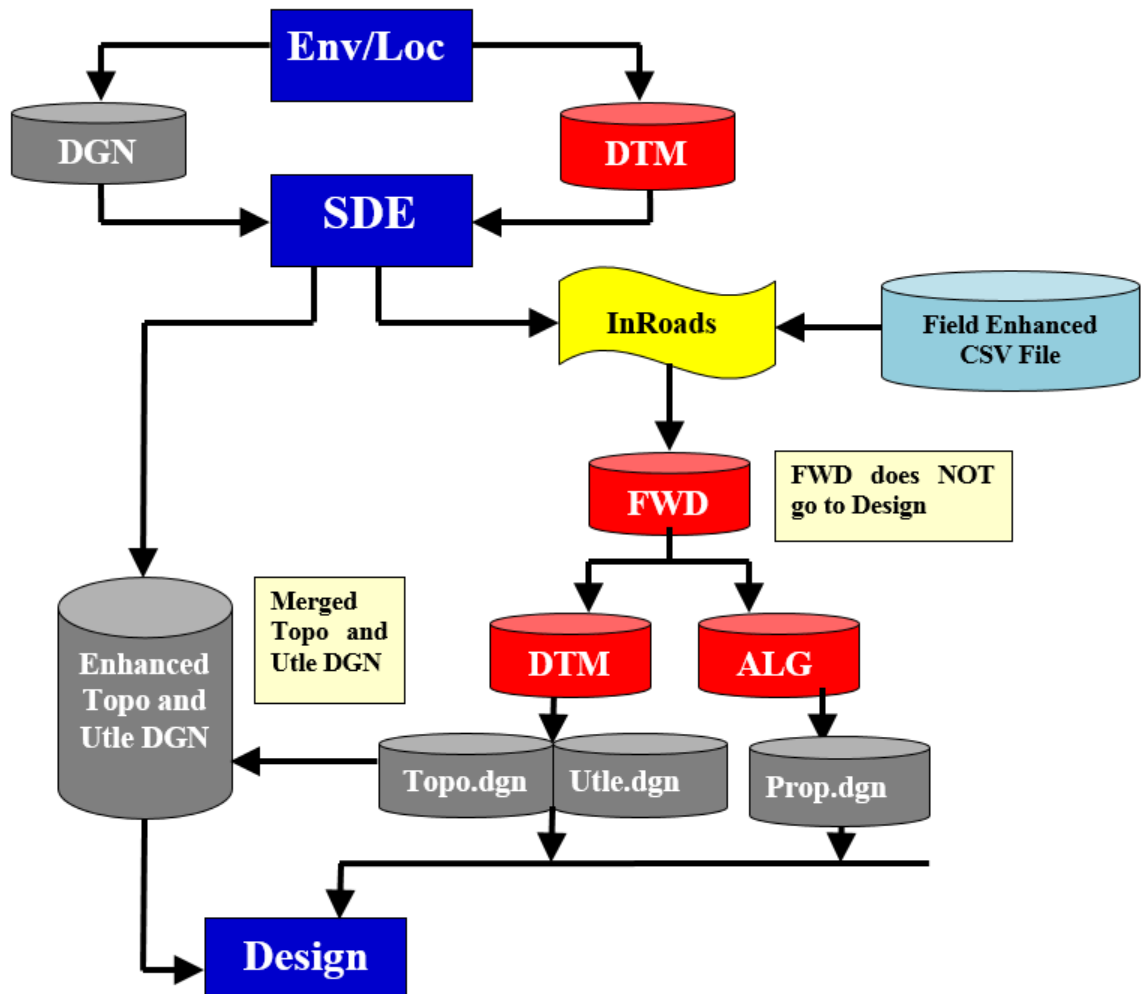 Env/Loc
DGN
DTM
SDE
InRoads
Field Enhanced
CSV File
FWD
FWD does NOT
go to Design
Merged
Topo and
Utle DGN
Enhanced
Topo and
Utle DGN
DTM
ALG
Topo.dgn
Utle.dgn
Prop.dgn
Design